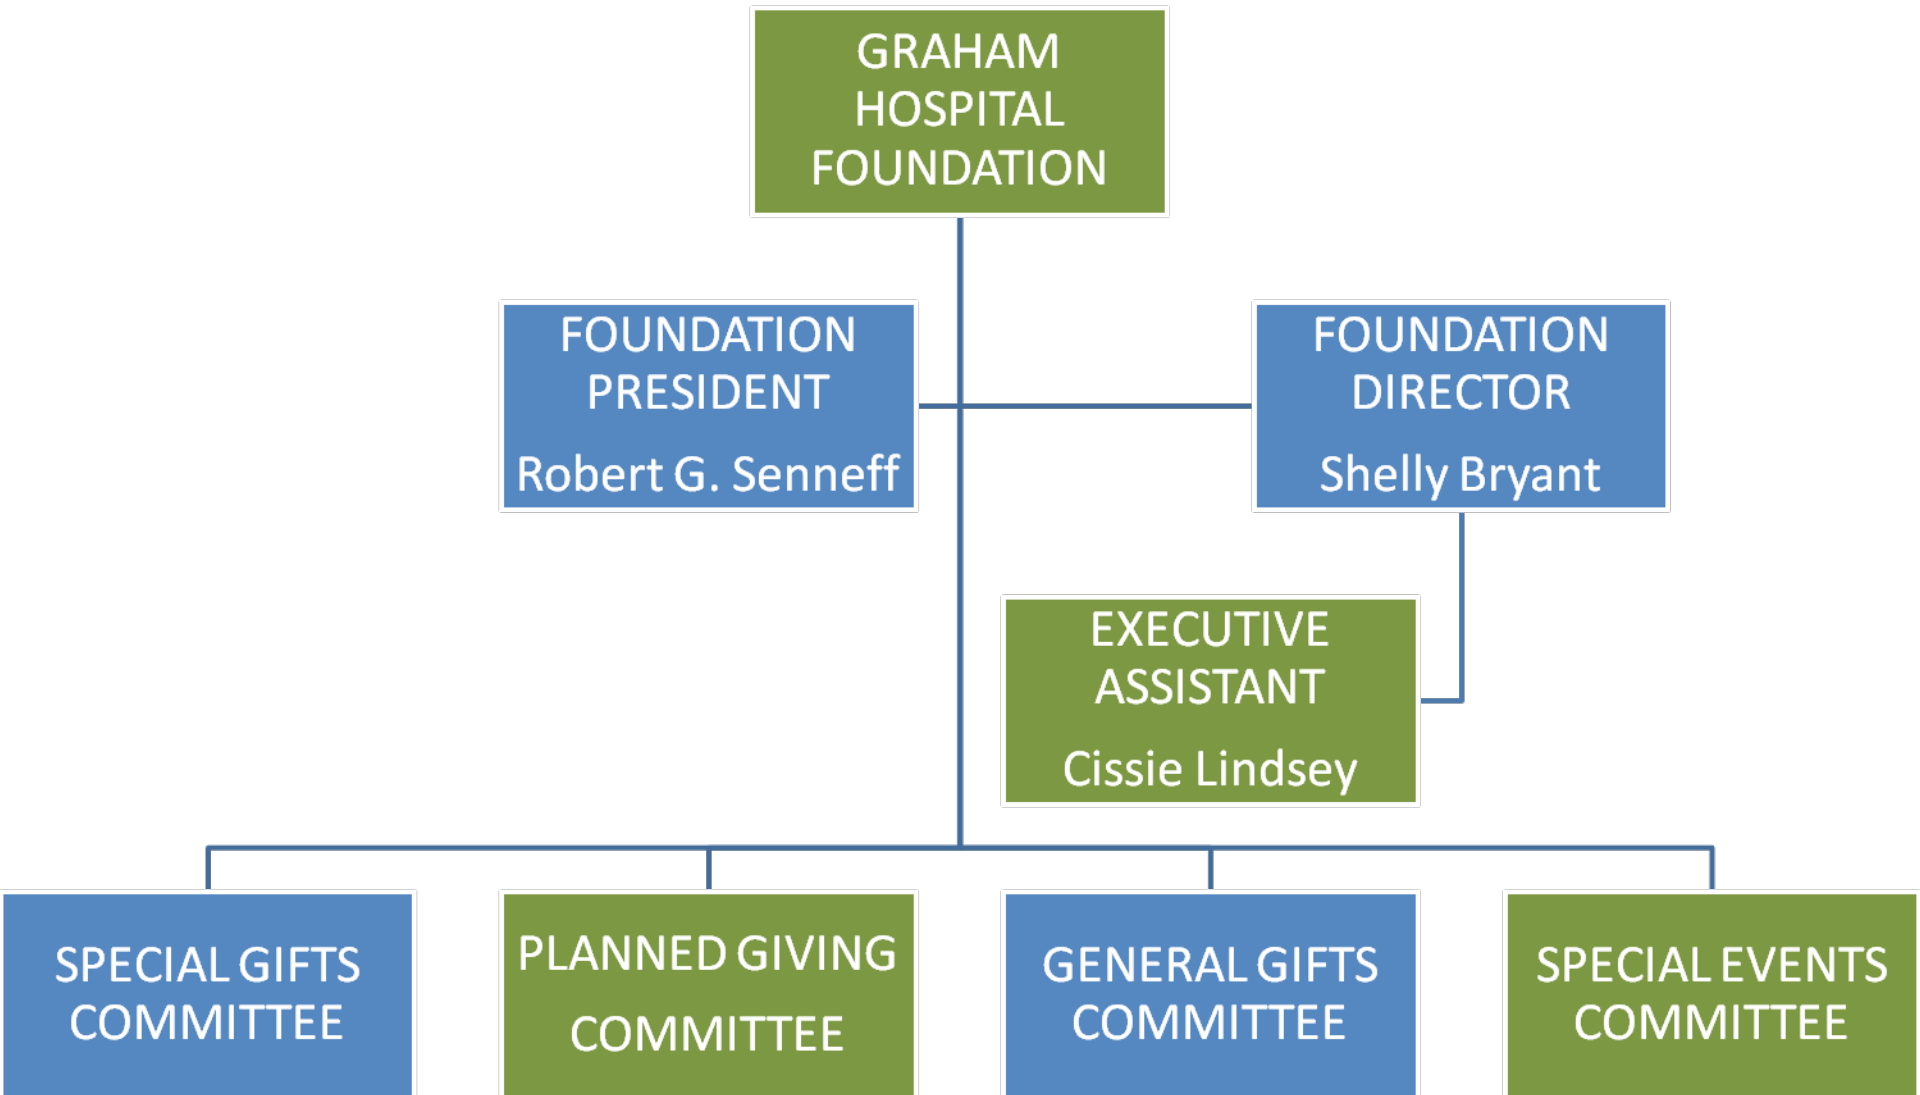 GRAHAM
HOSPITAL
FOUNDATION
FOUNDATION
PRESIDENT
Robert G. Senneff
FOUNDATION
DIRECTOR
Shelly Bryant
EXECUTIVE
ASSISTANT
Cissie Lindsey
SPECIAL GIFTS
COMMITTEE
PLANNED GIVING
COMMITTEE
GENERAL GIFTS
COMMITTEE
SPECIAL EVENTS
COMMITTEE